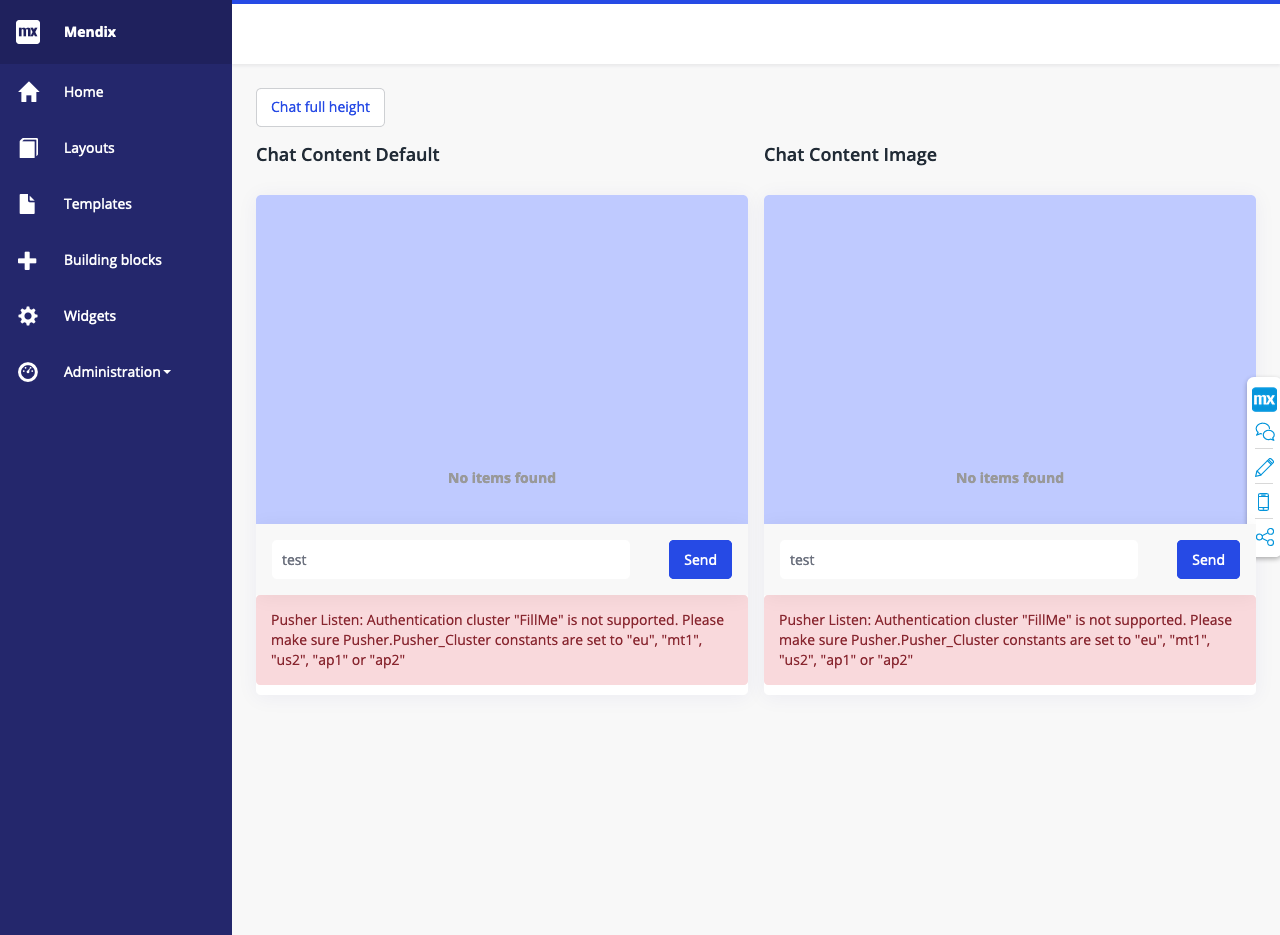 mx Mendix
Home
Layouts
Templates
Building blocks
Widgets
Administration
Chat full height
Chat Content Default
No items found
test Send
Pusher Listen: Authentication cluster "FillMe" is not supported. Please
make sure Pusher.Pusher_Cluster constants are set to "eu", "mt1",
"us2", "ap1" or "ap2"
Chat Content Image
No items found
test Send
Pusher Listen: Authentication cluster "FillMe" is not supported. Please
make sure Pusher.Pusher_Cluster constants are set to "eu", "mt1",
"us2", "ap1" or "ap2"
mx